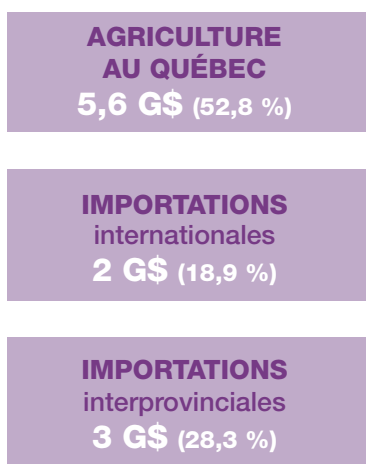 AGRICULTURE
AU QUÉBEC
5,6 G$ (52,8 %)
IMPORTATIONS
internationales
2 G$ (18,9 %)
IMPORTATIONS
interprovinciales
3 G$ (28,3 %)